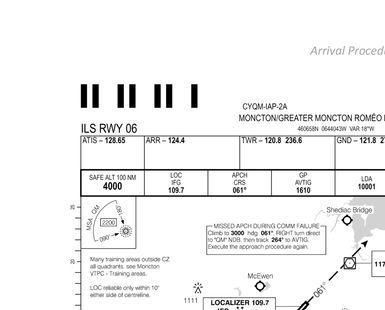 Arrival Procedu
CYQM-IAP-2A
MONCTON/GREATER MONCTON ROMÉO
ILS RWY 06
460658N 0644043W VAR 18°W
ATIS – 128.65 ARR – 124.4 TWR – 120.8 236.6 GND – 121.8
SAFE ALT 100 NM
4000
LOC
IFG
109.7
APCH
CRS
061°
GP
AVTIG
1610
LDA
10001
Shediac Bridge
25
MSA QM
2200
181°
090°
MISSED APCH DURING COMM FAILURE
Climb to 3000 hdg 061° RIGHT turn direct
to "QM" NDB, then track 264° to AVTIG.
Execute the approach procedure again.
117
Many training areas outside CZ
all quadrants. see Moncton
VTPC - Training areas.
LOC reliable only within 10°
either side of centreline.
20
McEwen
1111
061°
LOCALIZER 109.7